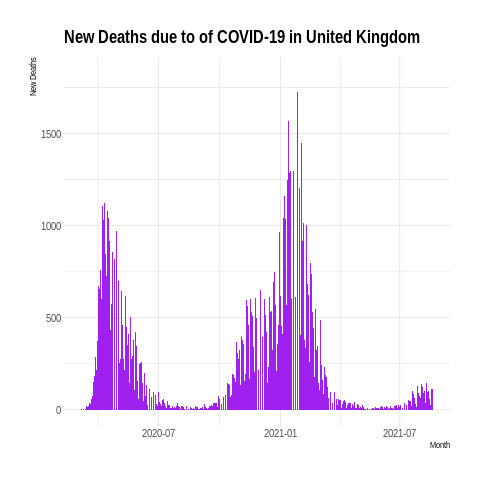 New Deaths due to of COVID-19 in United Kingdom
New Deaths
1500
1000
500
0
2020-07
2021-01
2021-07
Month